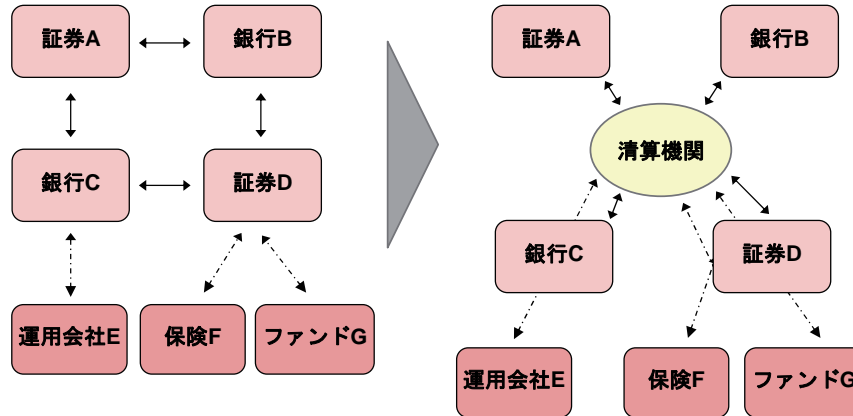 証券A
銀行B
銀行C
証券D
運用会社E
保険F
ファンドG
証券A
銀行B
清算機関
銀行C
証券D
運用会社E
保険F
ファンドG